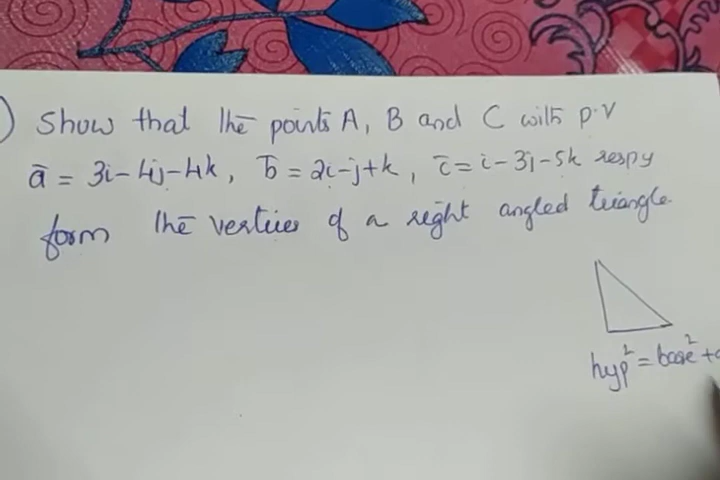 ) Show that the points A, B and C with p.v
a̅ = 3i-4j-4k, b̅ = 2i-j+k, c̅ = i-3j-5k respy
form the vertices of a right angled triangle.
hyp² = base² +